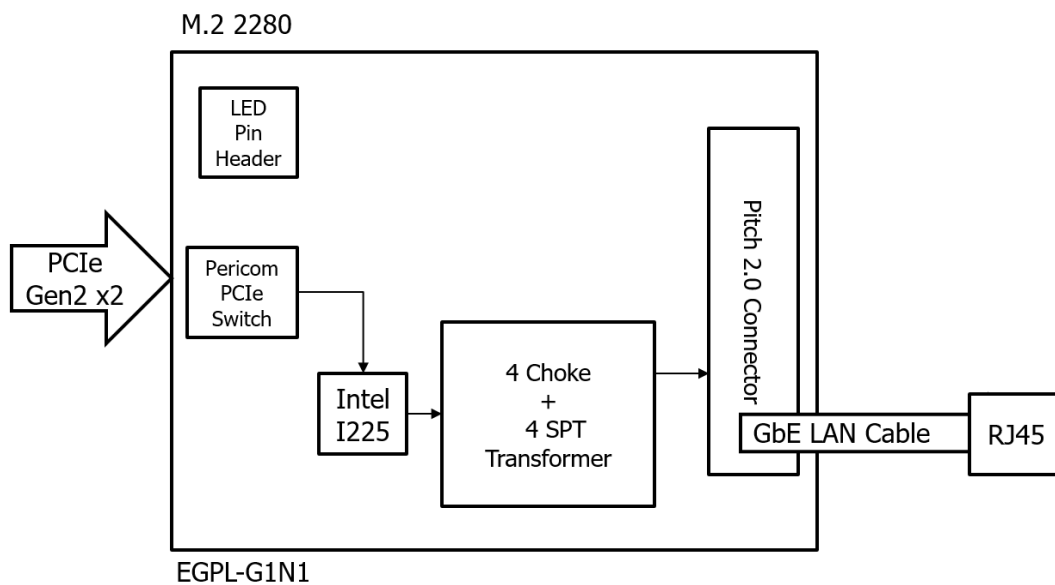 M.2 2280
LED
Pin
Header
PCIe
Gen2 x2
Pericom
PCIe
Switch
Intel
I225
4 Choke
+
4 SPT
Transformer
Pitch 2.0 Connector
GbE LAN Cable
RJ45
EGPL-G1N1